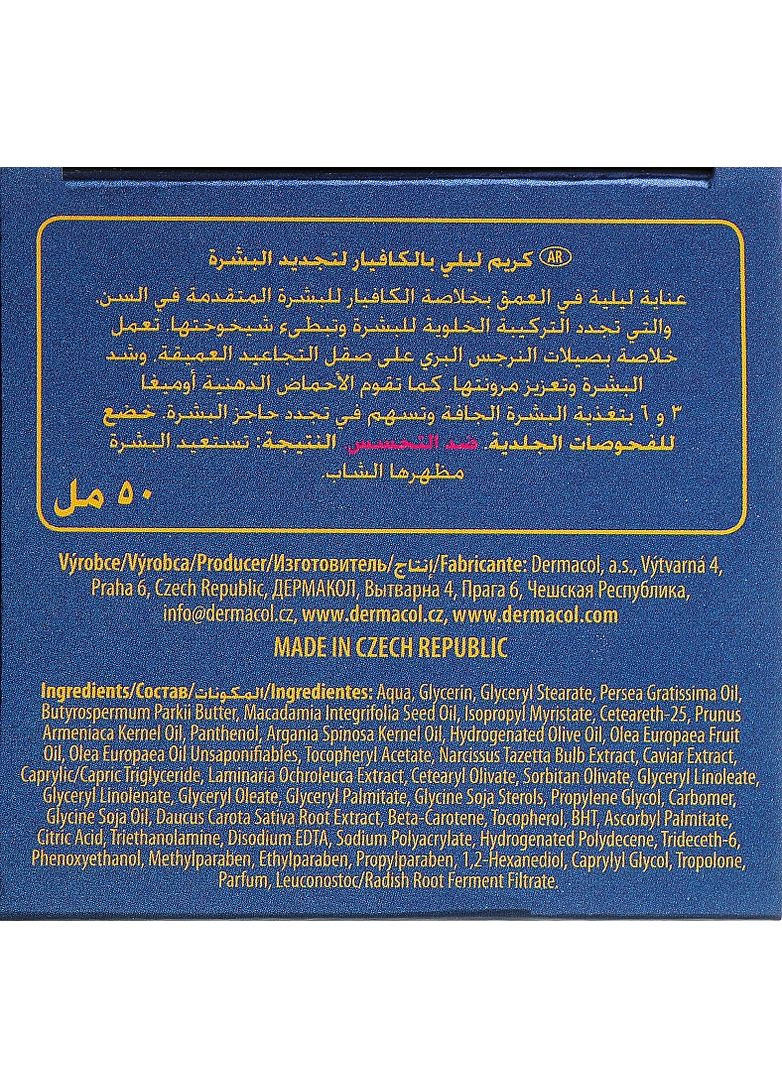 AR كريم ليلي بالكافيار لتجديد البشرة
عناية ليلية في العمق بخلاصة الكافيار للبشرة المتقدمة في السن.
والتي تجدد التركيبة الخلوية للبشرة وتبطىء شيخوختها. تعمل
خلاصة بصيلات النرجس البري على صقل التجاعيد العميقة. وشد
البشرة وتعزيز مرونتها. كما تقوم الأحماض الدهنية أوميغا
٣ و ٦ بتغذية البشرة الجافة وتسهم في تجدد حاجز البشرة. خضع
للفحوصات الجلدية. ضد التحسس. النتيجة: تستعيد البشرة
مظهرها الشاب.
٥٠ مل
Výrobce/Výrobca/Producer/Изготовитель/إنتاج/Fabricante: Dermacol, a.s., Výtvarná 4,
Praha 6, Czech Republic, ДЕРМАКОЛ, Вытварна 4, Прага 6, Чешская Республика,
info@dermacol.cz, www.dermacol.cz, www.dermacol.com
MADE IN CZECH REPUBLIC
Ingredients/Состав/المكونات/Ingredientes: Aqua, Glycerin, Glyceryl Stearate, Persea Gratissima Oil,
Butyrospermum Parkii Butter, Macadamia Integrifolia Seed Oil, Isopropyl Myristate, Ceteareth-25, Prunus
Armeniaca Kernel Oil, Panthenol, Argania Spinosa Kernel Oil, Hydrogenated Olive Oil, Olea Europaea Fruit
Oil, Olea Europaea Oil Unsaponifiables, Tocopheryl Acetate, Narcissus Tazetta Bulb Extract, Caviar Extract,
Caprylic/Capric Triglyceride, Laminaria Ochroleuca Extract, Cetearyl Olivate, Sorbitan Olivate, Glyceryl Linoleate,
Glyceryl Linolenate, Glyceryl Oleate, Glyceryl Palmitate, Glycine Soja Sterols, Propylene Glycol, Carbomer,
Glycine Soja Oil, Daucus Carota Sativa Root Extract, Beta-Carotene, Tocopherol, BHT, Ascorbyl Palmitate,
Citric Acid, Triethanolamine, Disodium EDTA, Sodium Polyacrylate, Hydrogenated Polydecene, Trideceth-6,
Phenoxyethanol, Methylparaben, Ethylparaben, Propylparaben, 1,2-Hexanediol, Caprylyl Glycol, Tropolone,
Parfum, Leuconostoc/Radish Root Ferment Filtrate.